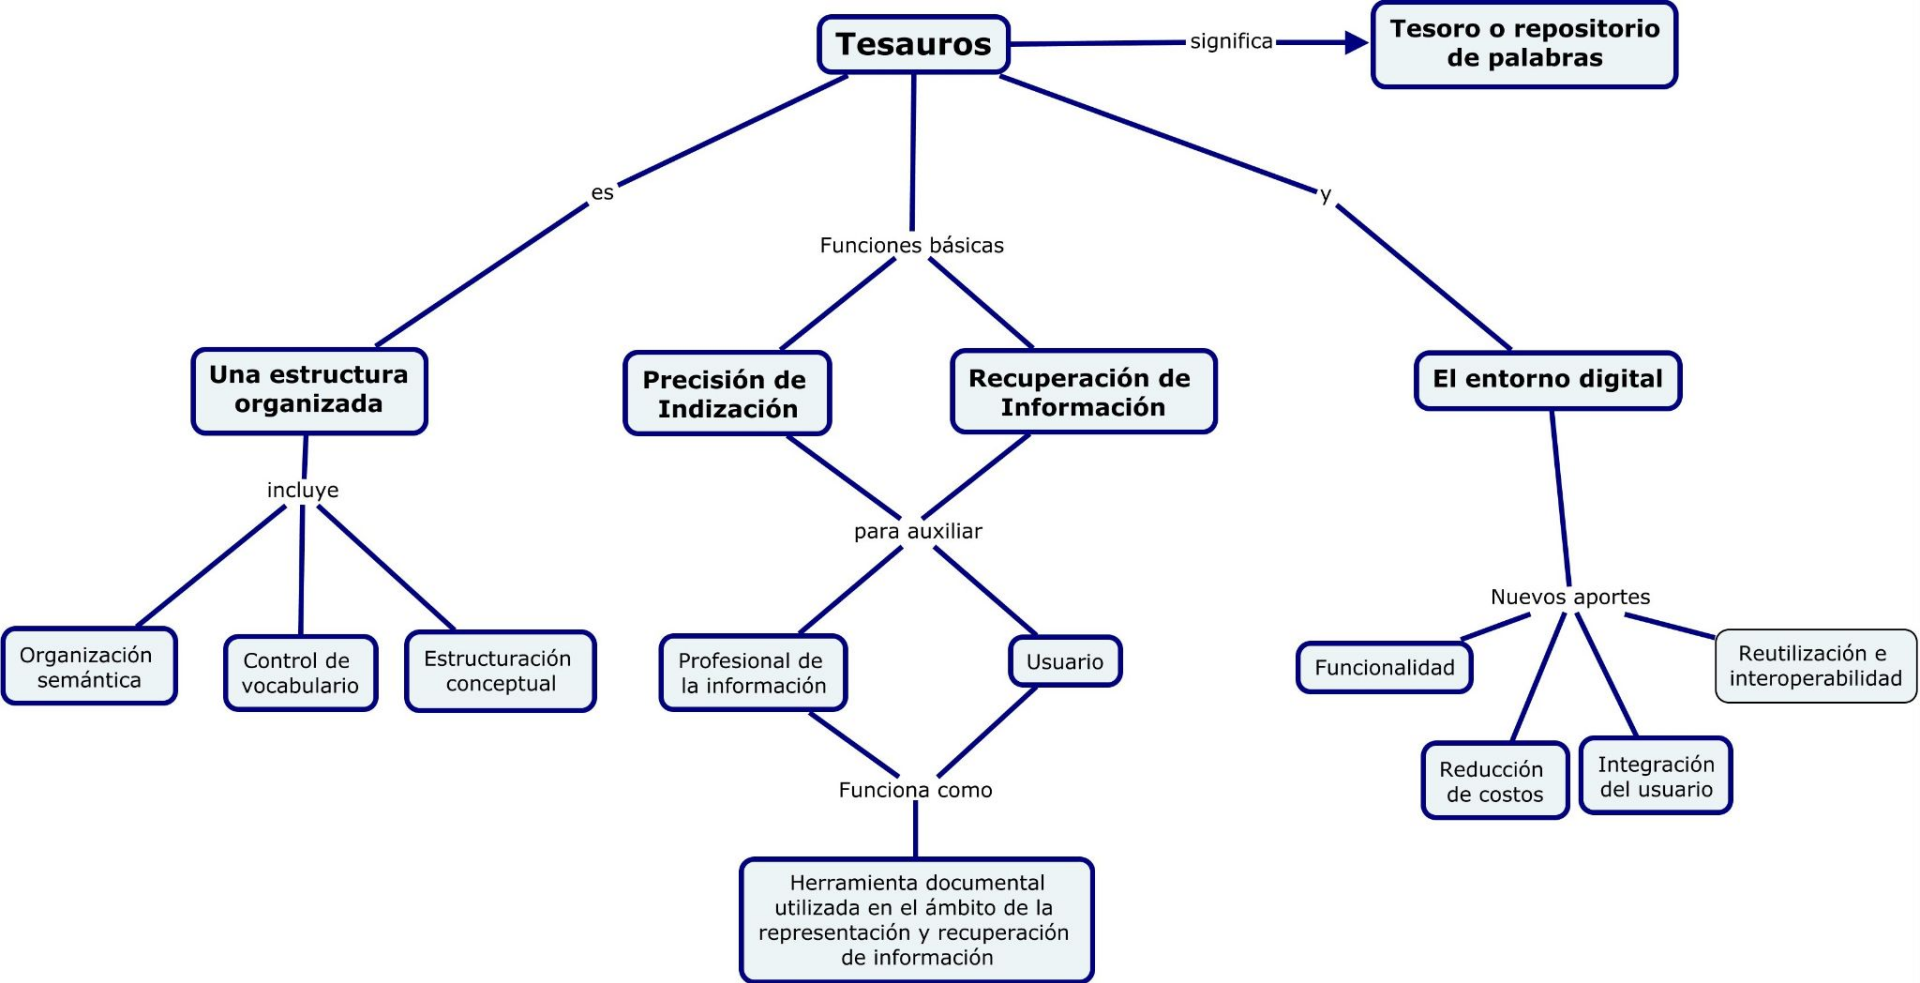 Tesauros
significa
Tesoro o repositorio
de palabras
es
y
Funciones básicas
Una estructura
organizada
Precisión de
Indización
Recuperación de
Información
El entorno digital
incluye
para auxiliar
Nuevos aportes
Organización
semántica
Control de
vocabulario
Estructuración
conceptual
Profesional de
la información
Usuario
Funcionalidad
Reutilización e
interoperabilidad
Reducción
de costos
Integración
del usuario
Funciona como
Herramienta documental
utilizada en el ámbito de la
representación y recuperación
de información